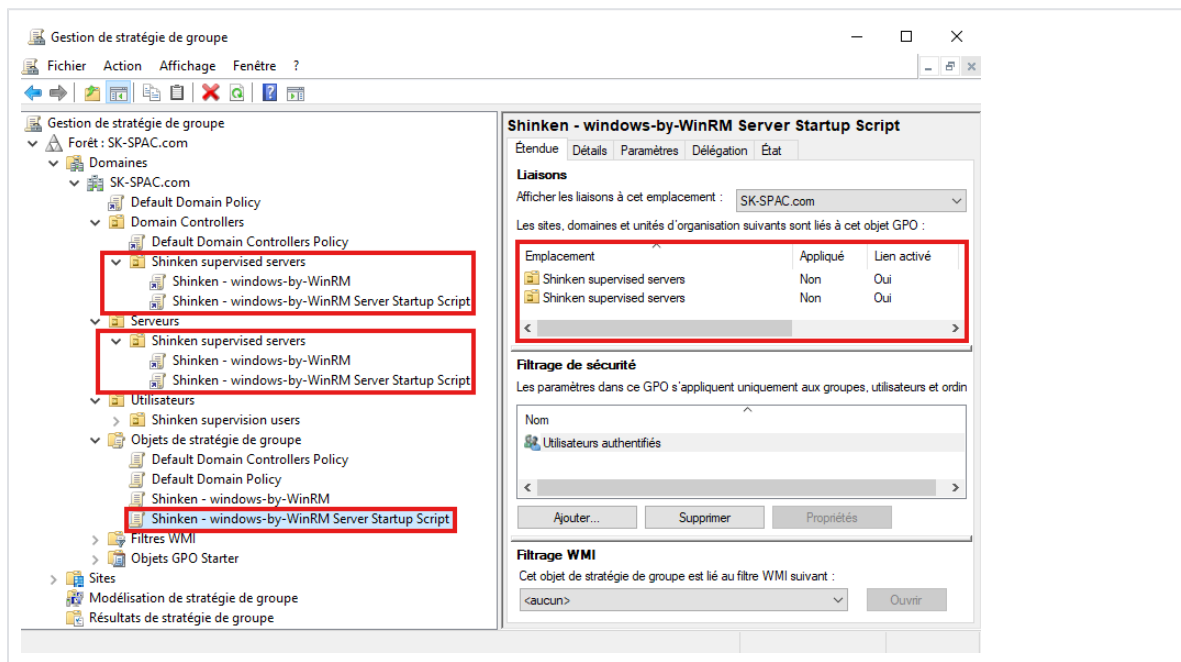 Gestion de stratégie de groupe
Fichier Action Affichage Fenêtre ?
Gestion de stratégie de groupe
Forêt : SK-SPAC.com
Domaines
SK-SPAC.com
Default Domain Policy
Domain Controllers
Default Domain Controllers Policy
Shinken supervised servers
Shinken - windows-by-WinRM
Shinken - windows-by-WinRM Server Startup Script
Serveurs
Shinken supervised servers
Shinken - windows-by-WinRM
Shinken - windows-by-WinRM Server Startup Script
Utilisateurs
Shinken supervision users
Objets de stratégie de groupe
Default Domain Controllers Policy
Default Domain Policy
Shinken - windows-by-WinRM
Shinken - windows-by-WinRM Server Startup Script
Filtres WMI
Objets GPO Starter
Sites
Modélisation de stratégie de groupe
Résultats de stratégie de groupe
Shinken - windows-by-WinRM Server Startup Script
Étendue Détails Paramètres Délégation État
Liaisons
Afficher les liaisons à cet emplacement : SK-SPAC.com
Les sites, domaines et unités d'organisation suivants sont liés à cet objet GPO :
Emplacement Appliqué Lien activé
Shinken supervised servers Non Oui
Shinken supervised servers Non Oui
Filtrage de sécurité
Les paramètres dans ce GPO s'appliquent uniquement aux groupes, utilisateurs et ordin
Nom
Utilisateurs authentifiés
Ajouter... Supprimer Propriétés
Filtrage WMI
Cet objet de stratégie de groupe est lié au filtre WMI suivant :
<aucun> Ouvrir